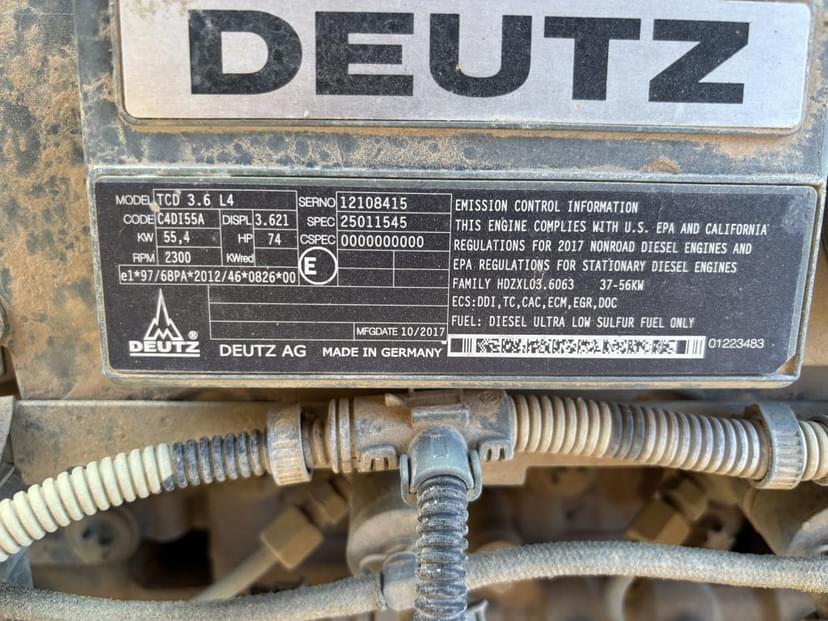 DEUTZ
MODEL TCD 3.6 L4 SERNO 12108415
CODE C4DI55A DISPL 3.621 SPEC 25011545
KW 55,4 HP 74 CSPEC 0000000000
RPM 2300 KWred E
e1*97/68PA*2012/46*0826*00
MFGDATE 10/2017
DEUTZ ® DEUTZ AG MADE IN GERMANY
EMISSION CONTROL INFORMATION
THIS ENGINE COMPLIES WITH U.S. EPA AND CALIFORNIA
REGULATIONS FOR 2017 NONROAD DIESEL ENGINES AND
EPA REGULATIONS FOR STATIONARY DIESEL ENGINES
FAMILY HDZXL03.6063 37-56KW
ECS:DDI,TC,CAC,ECM,EGR,DOC
FUEL: DIESEL ULTRA LOW SULFUR FUEL ONLY
01223483